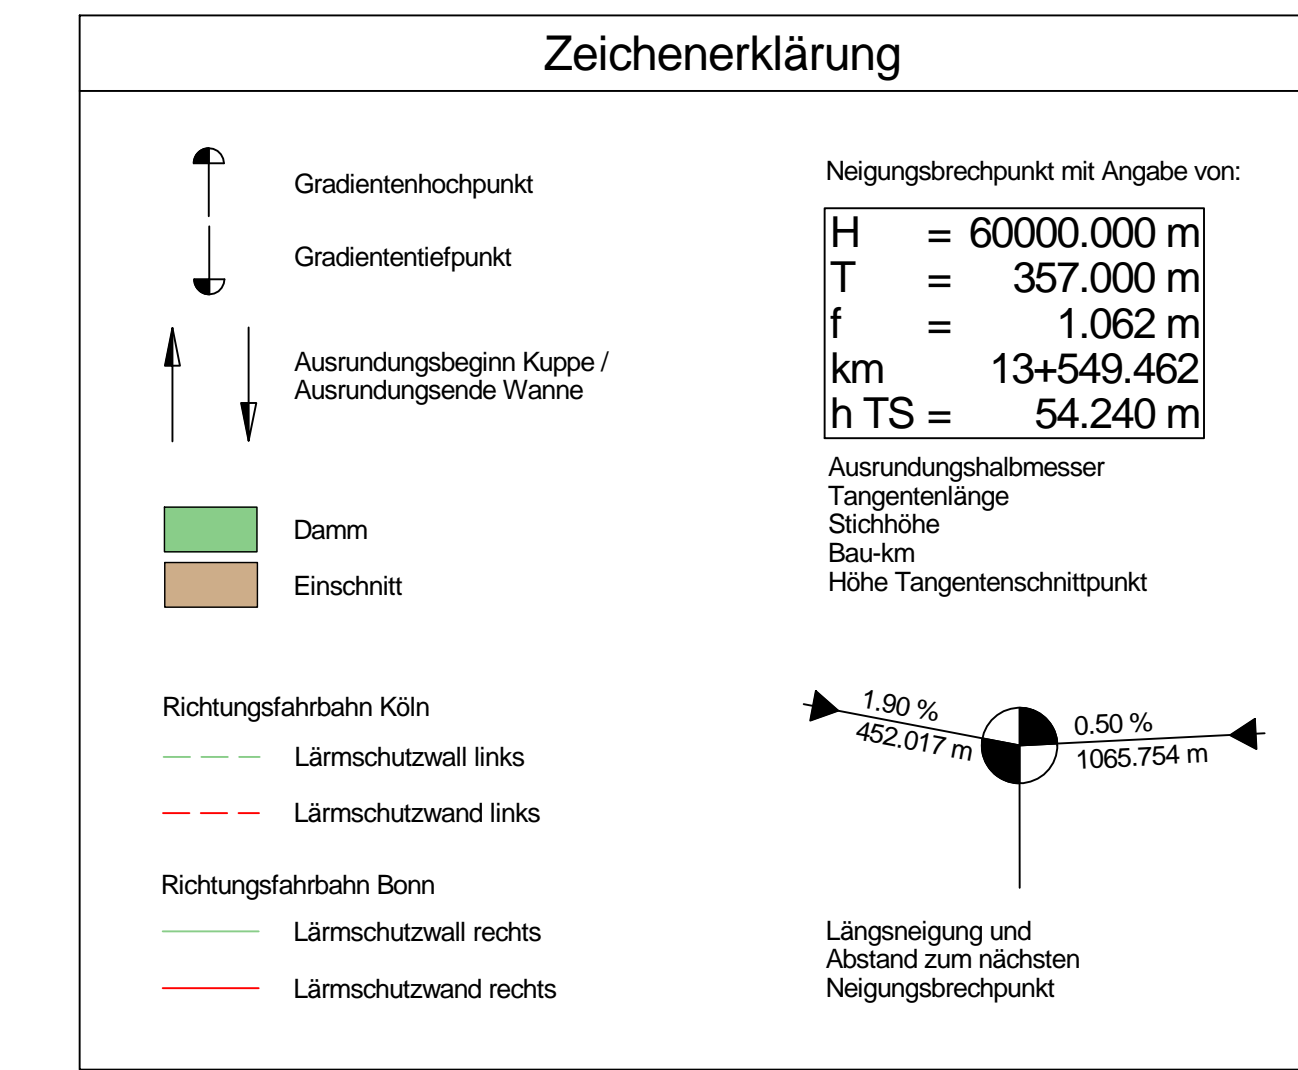 Zeichenerklärung
Gradientenhochpunkt
Gradiententiefpunkt
Ausrundungsbeginn Kuppe /
Ausrundungsende Wanne
Damm
Einschnitt
Richtungsfahrbahn Köln
Lärmschutzwall links
Lärmschutzwand links
Richtungsfahrbahn Bonn
Lärmschutzwall rechts
Lärmschutzwand rechts
Neigungsbrechpunkt mit Angabe von:
H = 60000.000 m
T = 357.000 m
f = 1.062 m
km 13+549.462
h TS = 54.240 m
Ausrundungshalbmesser
Tangentenlänge
Stichhöhe
Bau-km
Höhe Tangentenschnittpunkt
1.90 %
452.017 m
0.50 %
1065.754 m
Längsneigung und
Abstand zum nächsten
Neigungsbrechpunkt